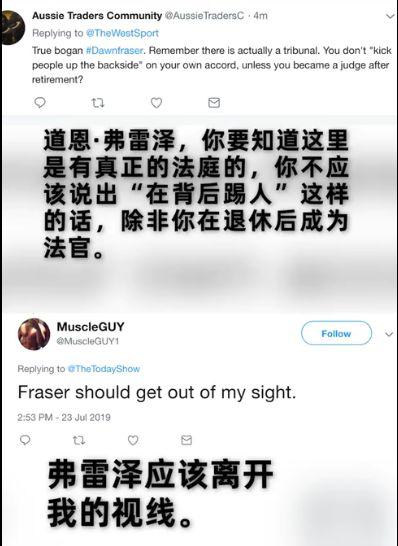 Aussie Traders Community @AussieTradersC · 4m
Replying to @TheWestSport
True bogan #Dawnfraser. Remember there is actually a tribunal. You don't "kick
people up the backside" on your own accord, unless you became a judge after
retirement?
道恩·弗雷泽，你要知道这里
是有真正的法庭的，你不应
该说出“在背后踢人”这样
的话，除非你在退休后成为
法官。
MuscleGUY
@MuscleGUY1
Follow
Replying to @TheTodayShow
Fraser should get out of my sight.
2:53 PM - 23 Jul 2019
弗雷泽应该离开
我的视线。